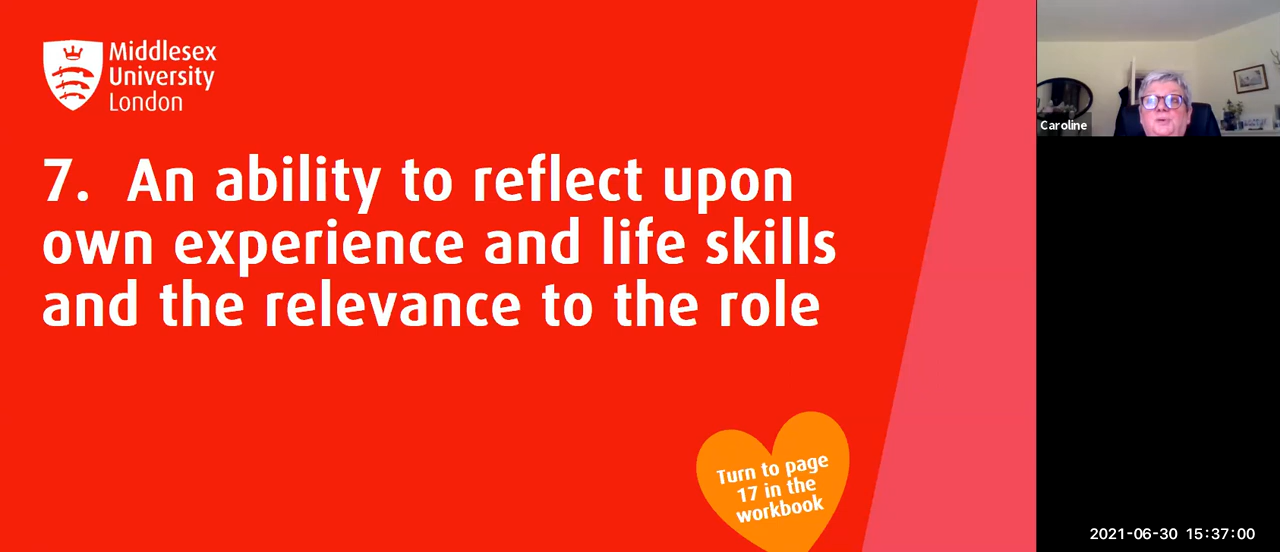 Middlesex
University
London
7. An ability to reflect upon
own experience and life skills
and the relevance to the role
Turn to page
17 in the
workbook
Caroline
2021-06-30 15:37:00